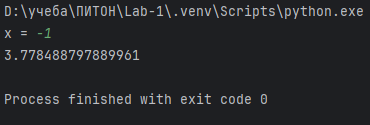 D:\учеба\ПИТОН\Lab-1\.venv\Scripts\python.exe
x = -1
3.778488797889961
Process finished with exit code 0